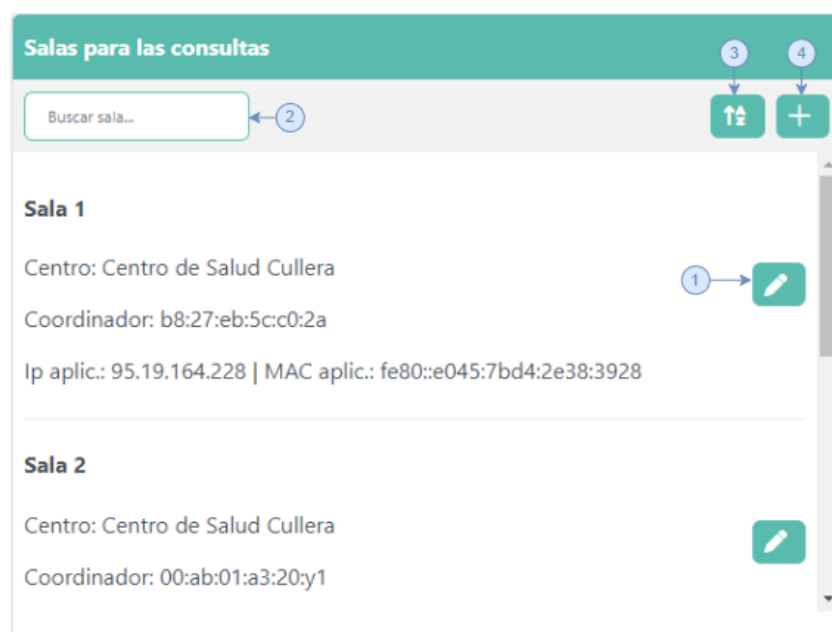 Salas para las consultas
3
4
Buscar sala...
2
Sala 1
Centro: Centro de Salud Cullera
1
Coordinador: b8:27:eb:5c:c0:2a
Ip aplic.: 95.19.164.228 | MAC aplic.: fe80::e045:7bd4:2e38:3928
Sala 2
Centro: Centro de Salud Cullera
Coordinador: 00:ab:01:a3:20:y1